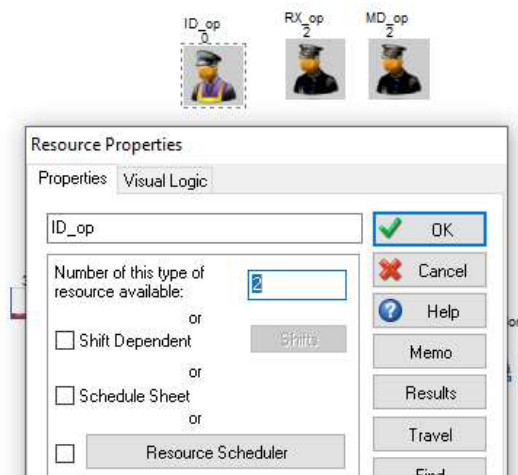 ID_op RX_op MD_op
0 2 2
Resource Properties
Properties Visual Logic
ID_op
OK
Number of this type of
resource available: 2
Cancel
or
Help
Shift Dependent Shifts
Memo
or
Schedule Sheet
Results
or
Travel
Resource Scheduler
Find